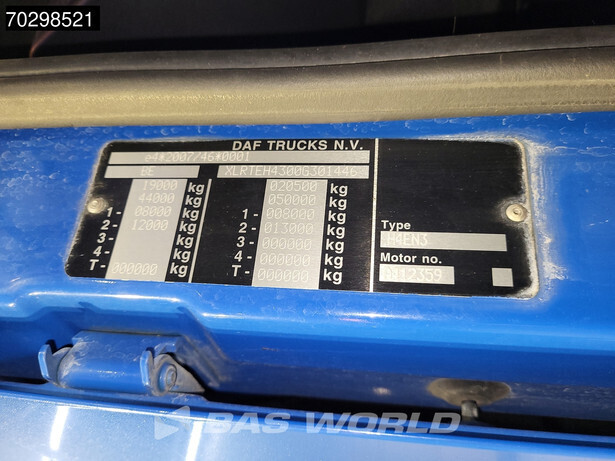 70298521
DAF TRUCKS N.V.
e4*2007/46*0001
BE XLRTEH4300G301446
19000 kg 020500 kg
44000 kg 050000 kg
1- 08000 kg 1- 008000 kg
2- 12000 kg 2- 013000 kg
3- kg 3- 000000 kg
4- kg 4- 000000 kg
T- 000000 kg T- 000000 kg
Type
H4EN3
Motor no.
0412359
BAS WORLD